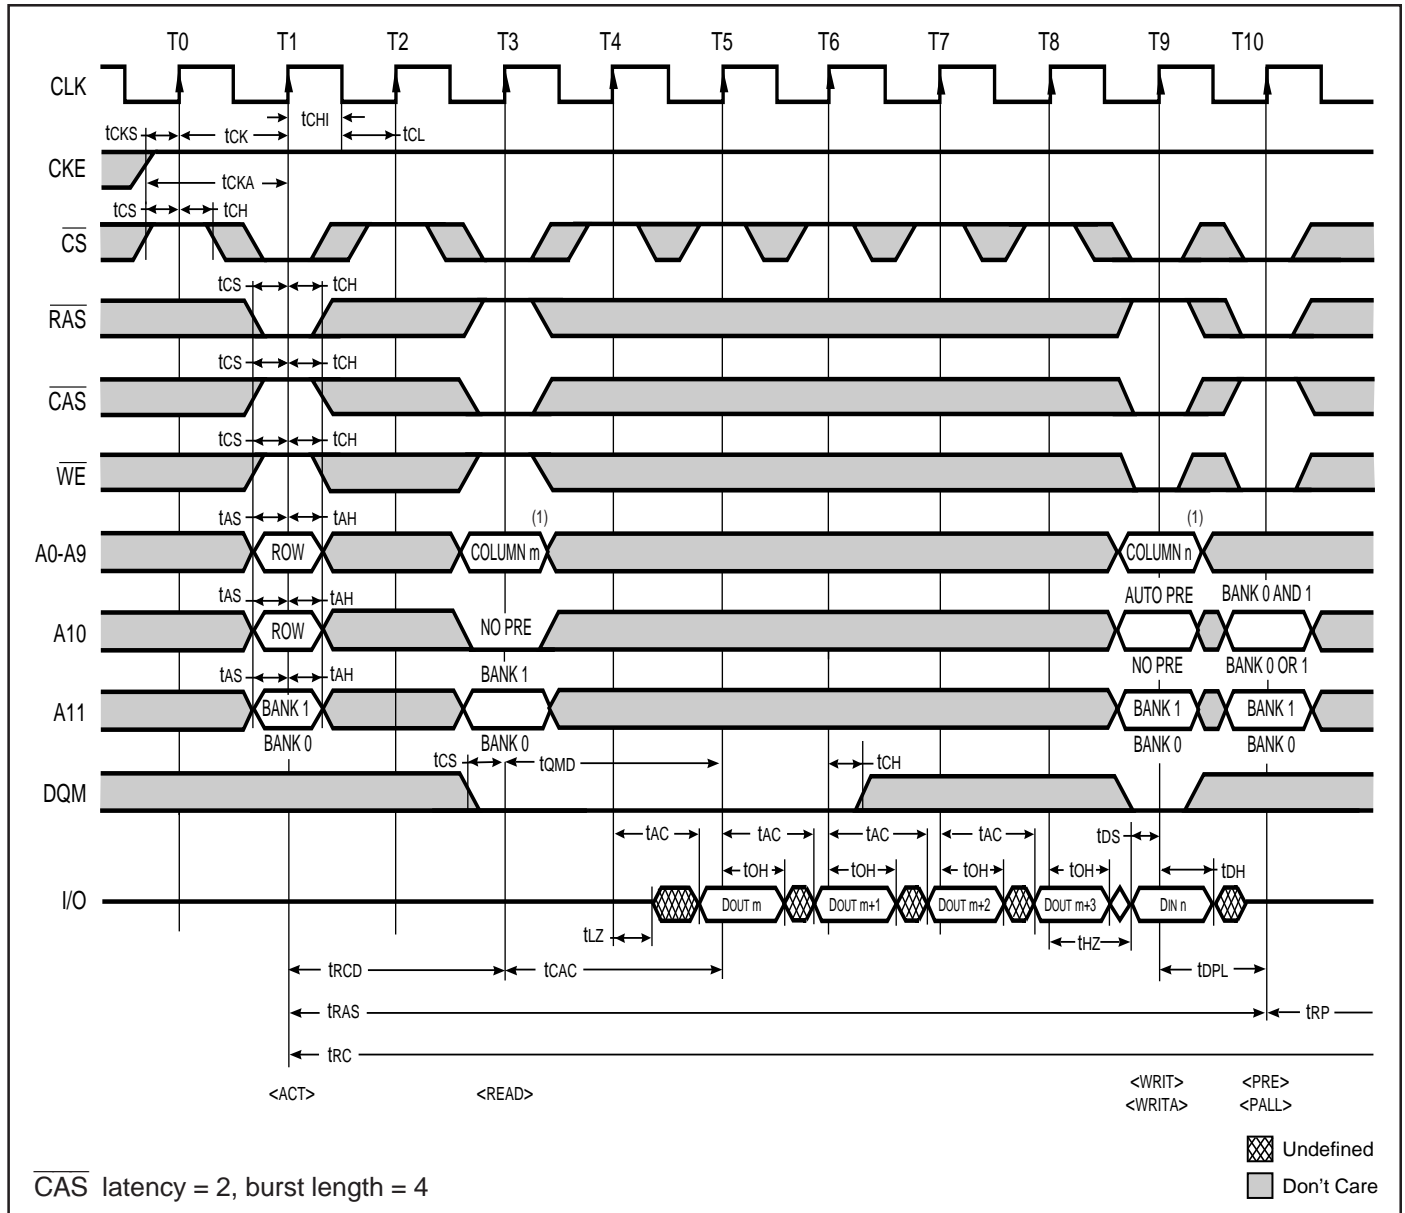 T0 T1 T2 T3 T4 T5 T6 T7 T8 T9 T10
CLK
tCHI
tCKS tCK tCL
CKE
tCKA
tCS tCH
CS
tCS tCH
RAS
tCS tCH
CAS
tCS tCH
WE
tAS tAH (1) (1)
A0-A9 ROW COLUMN m COLUMN n
tAS tAH AUTO PRE BANK 0 AND 1
A10 ROW NO PRE
tAS tAH BANK 1 NO PRE BANK 0 OR 1
A11 BANK 1 BANK 1 BANK 1
BANK 0 BANK 0 BANK 0 BANK 0
tCS tQMD tCH
DQM
tAC tAC tAC tAC tDS
tOH tOH tOH tOH tDH
I/O DOUT m DOUT m+1 DOUT m+2 DOUT m+3 DIN n
tLZ tHZ
tRCD tCAC tDPL
tRAS tRP
tRC
<ACT> <READ> <WRIT> <PRE>
<WRITA> <PALL>
Undefined
CAS latency = 2, burst length = 4 Don't Care